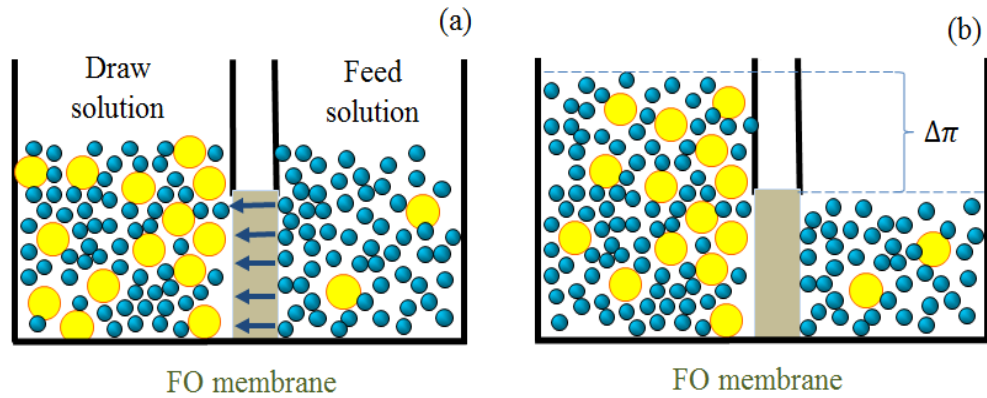 (a)
Draw
solution
Feed
solution
FO membrane
(b)
Δπ
FO membrane